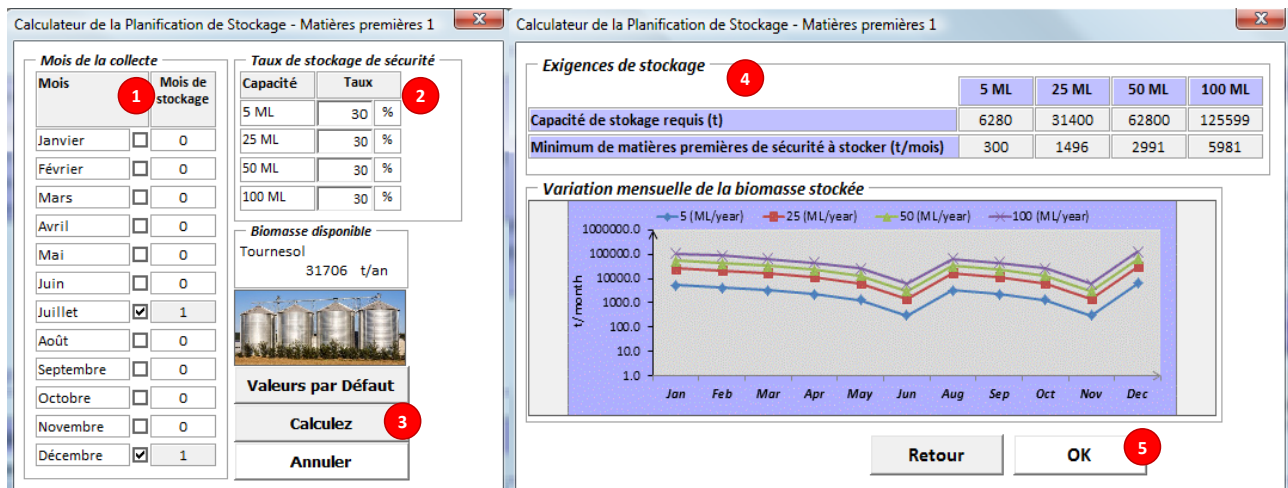 Calculateur de la Planification de Stockage - Matières premières 1
x
Mois de la collecte
Mois
1
Mois de
stockage
Janvier 0
Février 0
Mars 0
Avril 0
Mai 0
Juin 0
Juillet 1
Août 0
Septembre 0
Octobre 0
Novembre 0
Décembre 1
Taux de stockage de sécurité
Capacité Taux
2
5 ML 30 %
25 ML 30 %
50 ML 30 %
100 ML 30 %
Biomasse disponible
Tournesol
31706 t/an
Valeurs par Défaut
Calculez
3
Annuler
Calculateur de la Planification de Stockage - Matières premières 1
x
Exigences de stockage
4
5 ML 25 ML 50 ML 100 ML
Capacité de stokage requis (t) 6280 31400 62800 125599
Minimum de matières premières de sécurité à stocker (t/mois) 300 1496 2991 5981
Variation mensuelle de la biomasse stockée
5 (ML/year) 25 (ML/year) 50 (ML/year) 100 (ML/year)
t/month
1000000.0
100000.0
10000.0
1000.0
100.0
10.0
1.0
Jan Feb Mar Apr May Jun Aug Sep Oct Nov Dec
Retour
OK
5